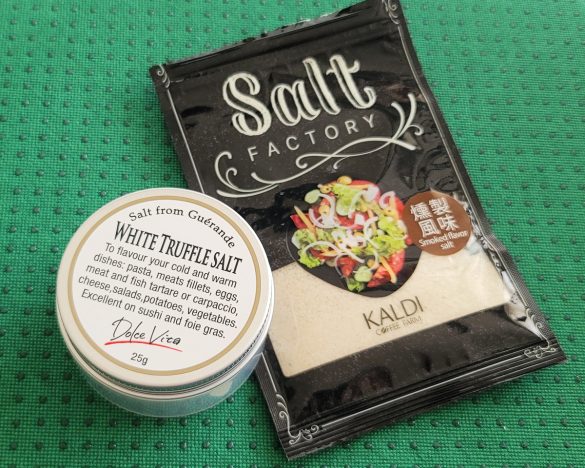 Salt
FACTORY
燻製
風味
Smoked flavor
salt
KALDI
COFFEE FARM
Salt from Guérande
WHITE TRUFFLE SALT
To flavour your cold and warm
dishes: pasta, meats fillets, eggs,
meat and fish tartare or carpaccio,
cheese,salads,potatoes, vegetables.
Excellent on sushi and foie gras.
Dolce Vita
25g